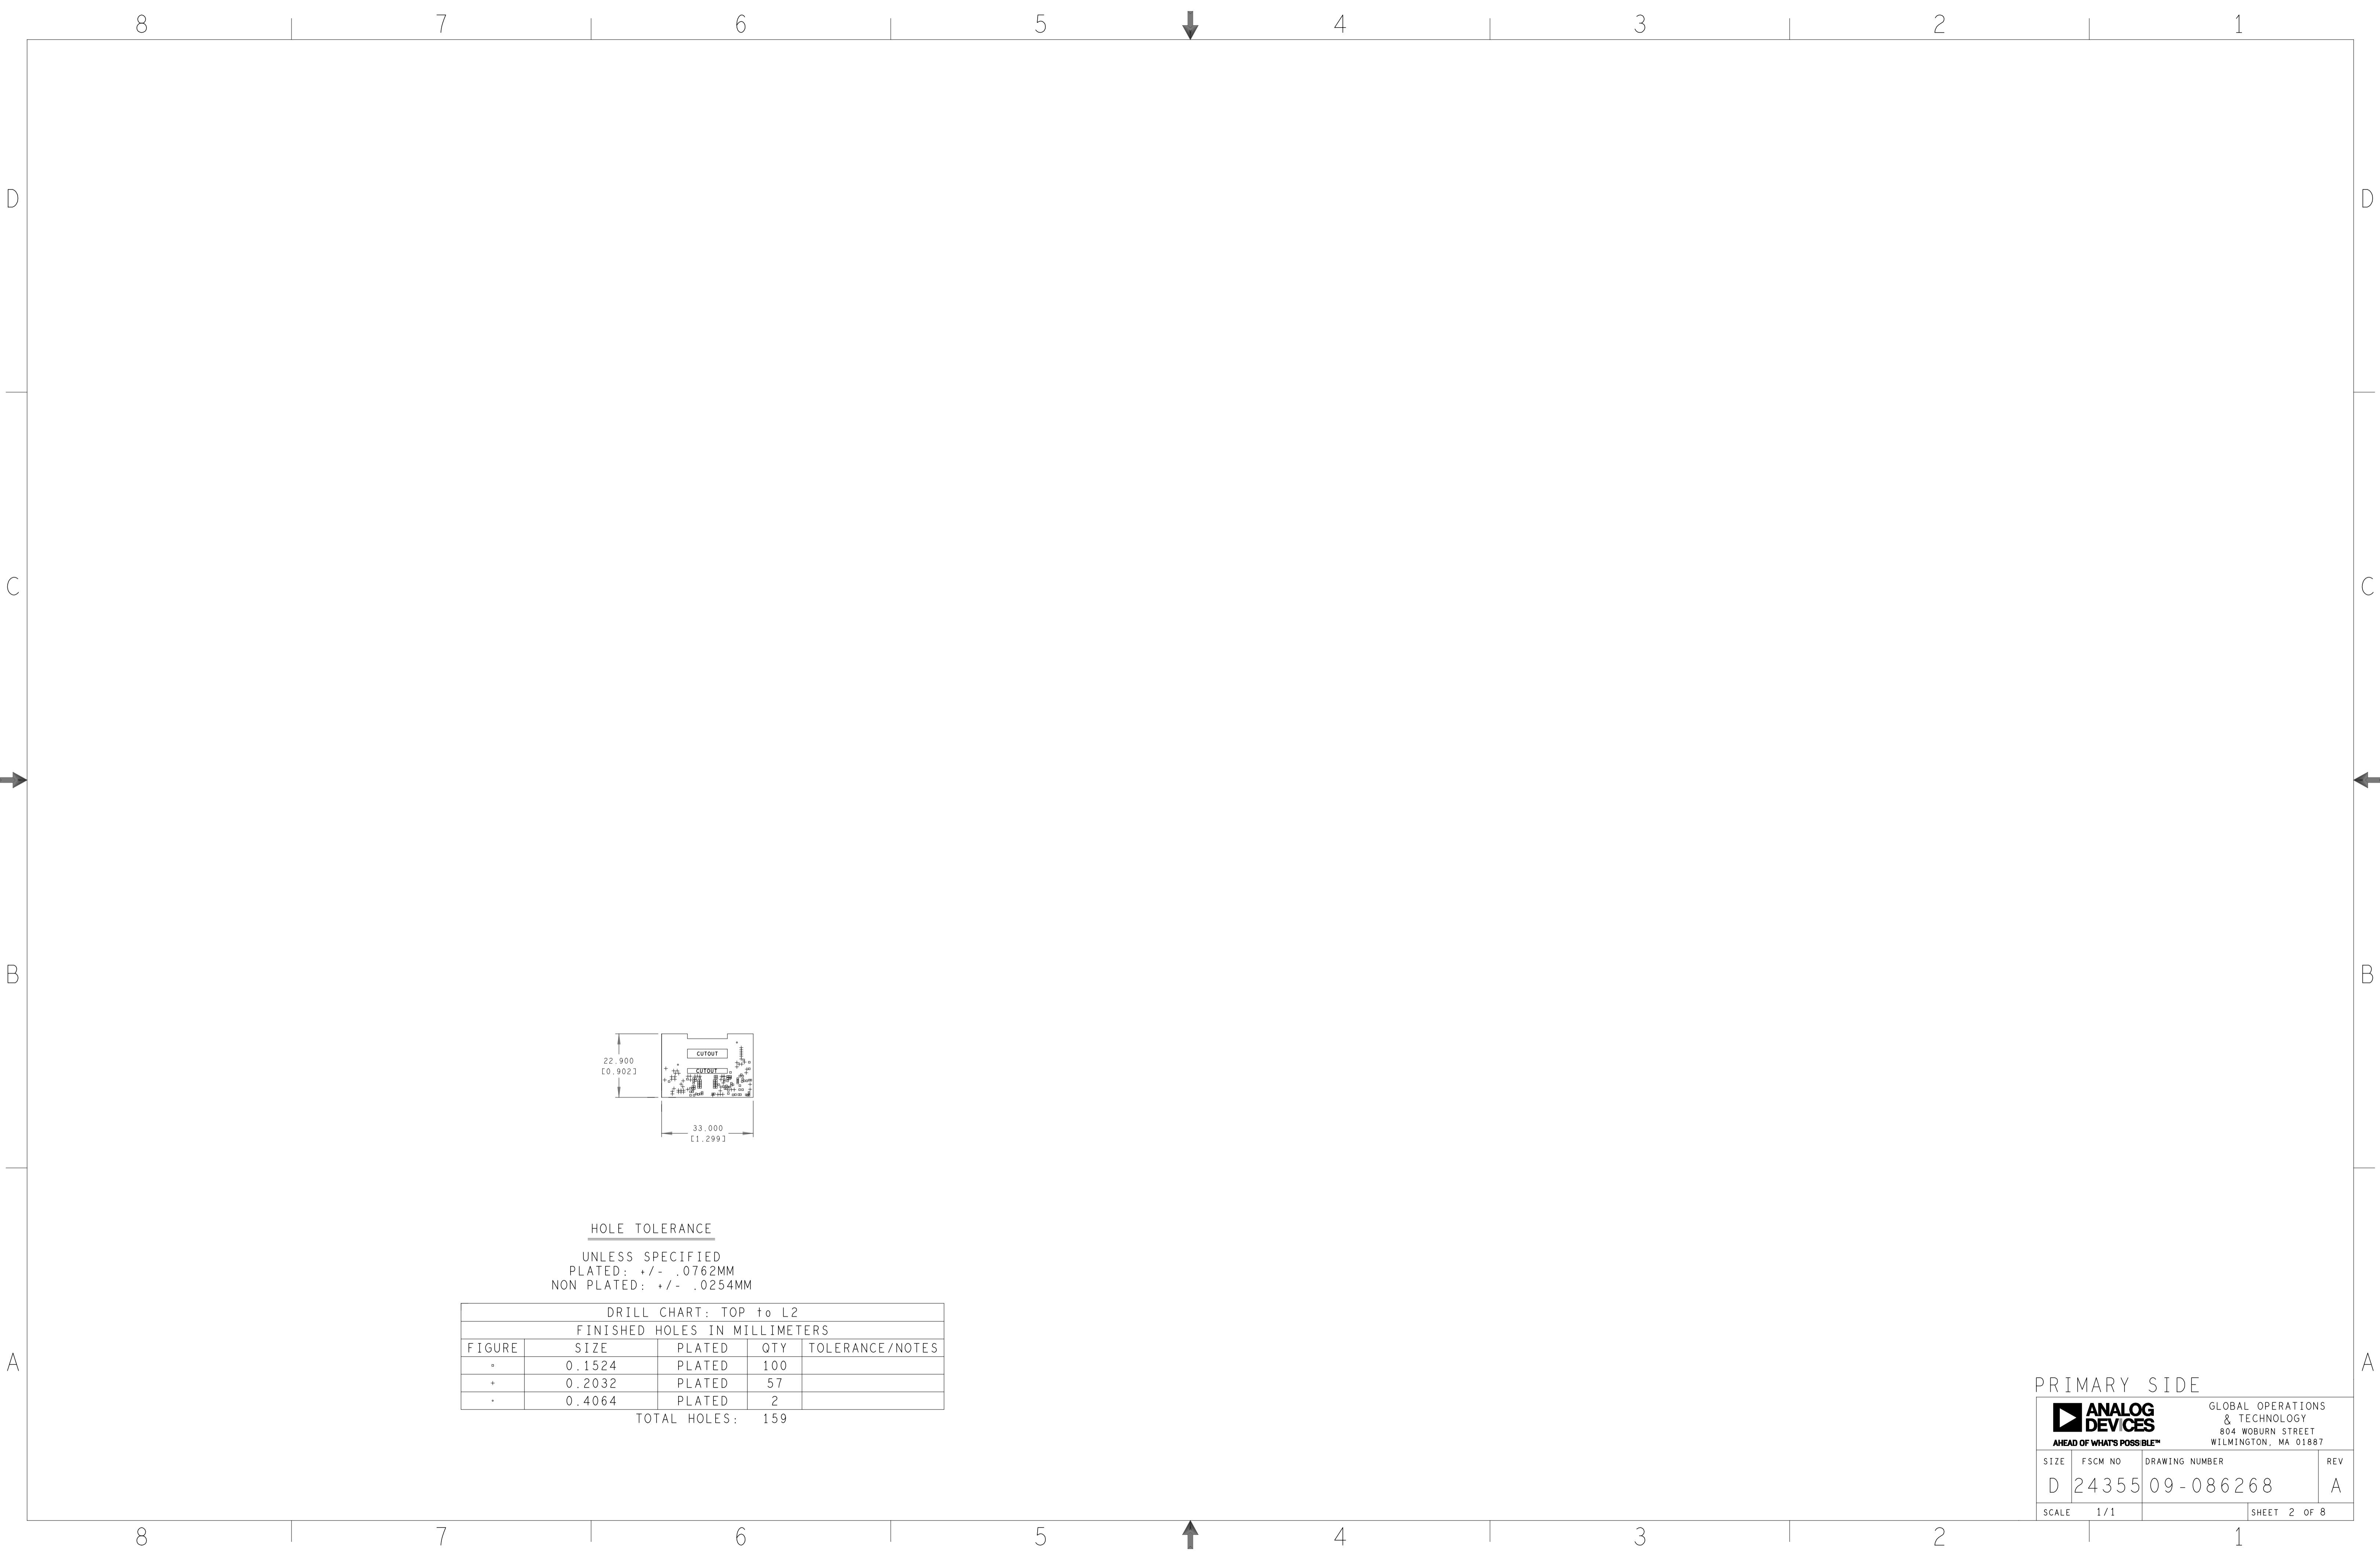 8 7 6 5 4 3 2 1
D D
C C
B B
A A
CUTOUT
CUTOUT
22.900
[0.902]
33.000
[1.299]
HOLE TOLERANCE
UNLESS SPECIFIED
PLATED: +/- .0762MM
NON PLATED: +/- .0254MM
DRILL CHART: TOP to L2
FINISHED HOLES IN MILLIMETERS
FIGURE SIZE PLATED QTY TOLERANCE/NOTES
0.1524 PLATED 100
0.2032 PLATED 57
0.4064 PLATED 2
TOTAL HOLES: 159
PRIMARY SIDE
ANALOG
DEVICES
AHEAD OF WHAT'S POSSIBLE™
GLOBAL OPERATIONS
& TECHNOLOGY
804 WOBURN STREET
WILMINGTON, MA 01887
SIZE FSCM NO DRAWING NUMBER REV
D 24355 09-086268 A
SCALE 1/1 SHEET 2 OF 8
8 7 6 5 4 3 2 1